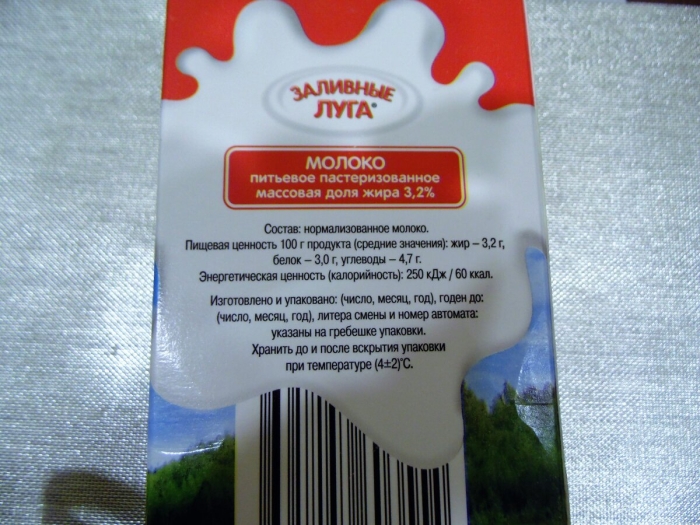 ЗАЛИВНЫЕ
ЛУГА®
МОЛОКО
питьевое пастеризованное
массовая доля жира 3,2%
Состав: нормализованное молоко.
Пищевая ценность 100 г продукта (средние значения): жир – 3,2 г,
белок – 3,0 г, углеводы – 4,7 г.
Энергетическая ценность (калорийность): 250 кДж / 60 ккал.
Изготовлено и упаковано: (число, месяц, год), годен до:
(число, месяц, год), литера смены и номер автомата:
указаны на гребешке упаковки.
Хранить до и после вскрытия упаковки
при температуре (4±2)°С.